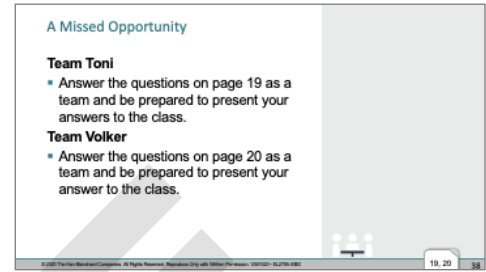 A Missed Opportunity
Team Toni
▪ Answer the questions on page 19 as a
team and be prepared to present your
answers to the class.
Team Volker
▪ Answer the questions on page 20 as a
team and be prepared to present your
answer to the class.
19, 20
38